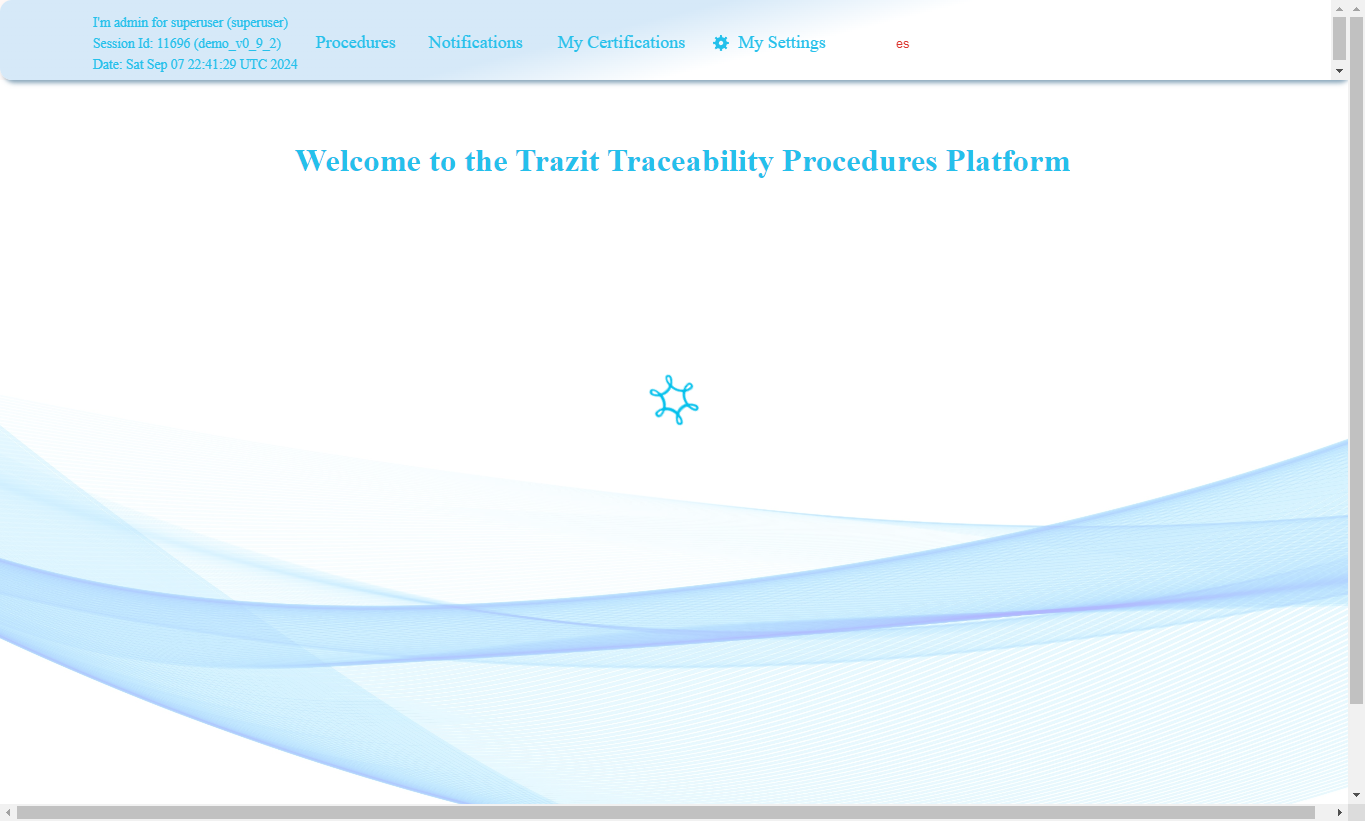 I'm admin for superuser (superuser)
Session Id: 11696 (demo_v0_9_2)
Date: Sat Sep 07 22:41:29 UTC 2024
Procedures
Notifications
My Certifications
My Settings
es
Welcome to the Trazit Traceability Procedures Platform